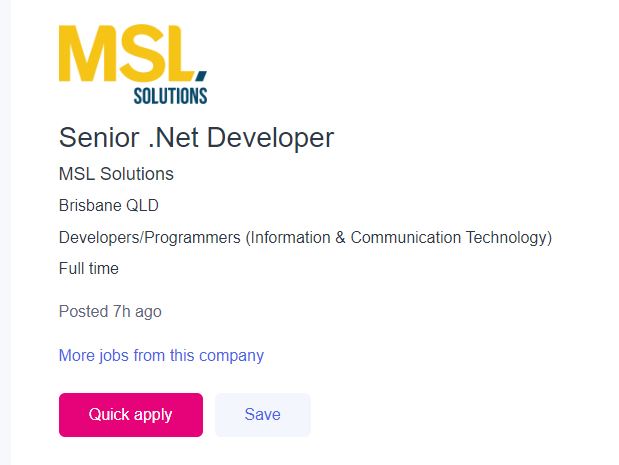 MSL
SOLUTIONS
Senior .Net Developer
MSL Solutions
Brisbane QLD
Developers/Programmers (Information & Communication Technology)
Full time
Posted 7h ago
More jobs from this company
Quick apply Save